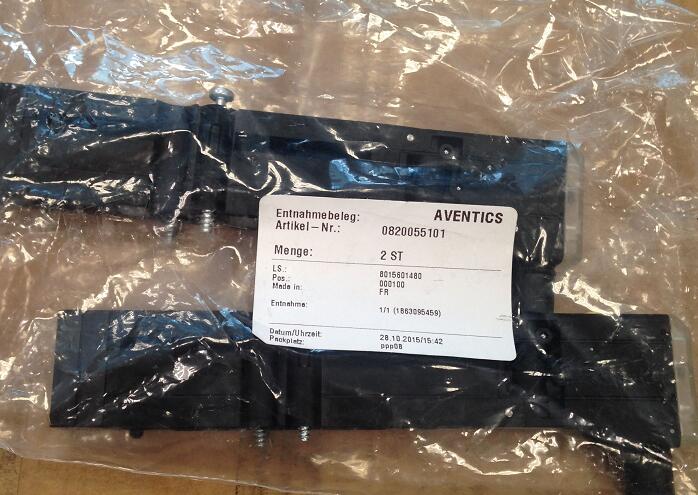 AVENTICS
Entnahmebeleg:
Artikel-Nr.: 0820055101
Menge: 2 ST
LS.: 8015601480
Pos.: 000100
Made in: FR
Entnahme: 1/1 (1863095459)
Datum/Uhrzeit: 28.10.2015/15:42
Packplatz: ppp08